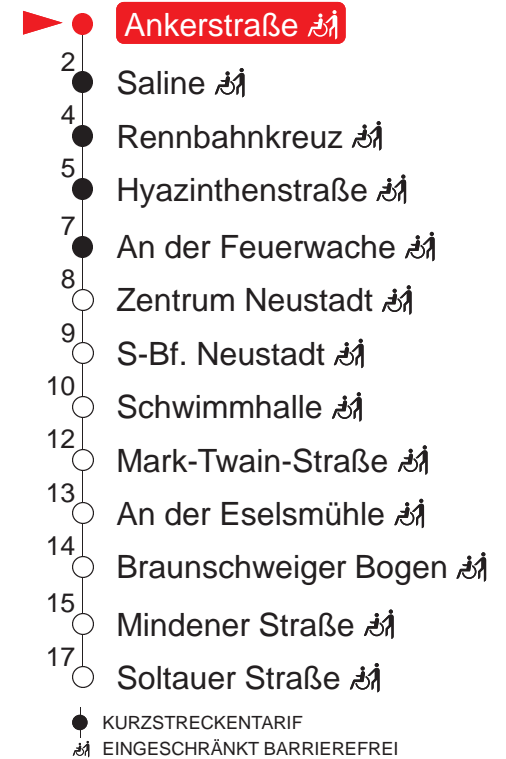 Ankerstraße
2
Saline
4
Rennbahnkreuz
5
Hyazinthenstraße
7
An der Feuerwache
8
Zentrum Neustadt
9
S-Bf. Neustadt
10
Schwimmhalle
12
Mark-Twain-Straße
13
An der Eselsmühle
14
Braunschweiger Bogen
15
Mindener Straße
17
Soltauer Straße
KURZSTRECKENTARIF
EINGESCHRÄNKT BARRIEREFREI